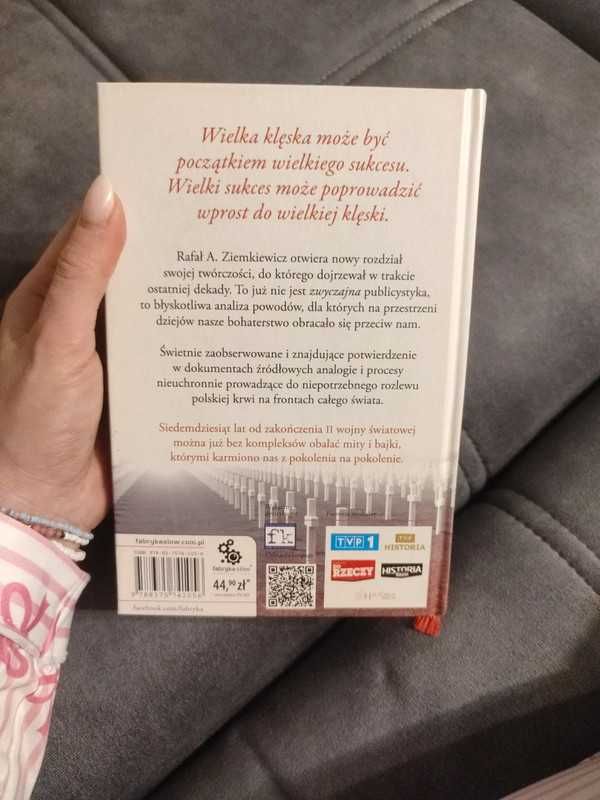 Wielka klęska może być
początkiem wielkiego sukcesu.
Wielki sukces może poprowadzić
wprost do wielkiej klęski.
Rafał A. Ziemkiewicz otwiera nowy rozdział
swojej twórczości, do którego dojrzewał w trakcie
ostatniej dekady. To już nie jest zwyczajna publicystyka,
to błyskotliwa analiza powodów, dla których na przestrzeni
dziejów nasze bohaterstwo obracało się przeciw nam.
Świetnie zaobserwowane i znajdujące potwierdzenie
w dokumentach źródłowych analogie i procesy
nieuchronnie prowadzące do niepotrzebnego rozlewu
polskiej krwi na frontach całego świata.
Siedemdziesiąt lat od zakończenia II wojny światowej
można już bez kompleksów obalać mity i bajki,
którymi karmiono nas z pokolenia na pokolenie.
fabrykaslow.com.pl
fabryka słów
44,90 zł
facebook.com/fabryka
fk
TVP 1
TVP
HISTORIA
DO
RZECZY
HISTORIA